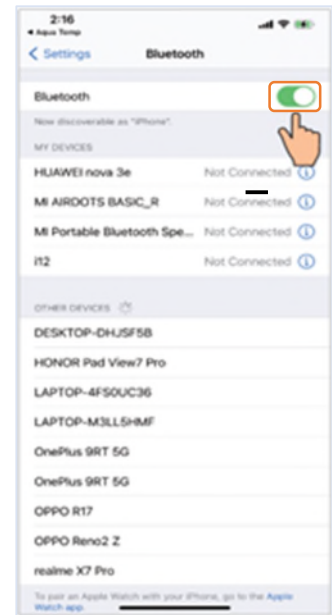 2:16
Aqua Temp
Settings
Bluetooth
Bluetooth
Now discoverable as "iPhone".
MY DEVICES
HUAWEI nova 3e Not Connected
MI AIRDOTS BASIC_R Not Connected
MI Portable Bluetooth Spe... Not Connected
i12 Not Connected
OTHER DEVICES
DESKTOP-DHJSF5B
HONOR Pad View7 Pro
LAPTOP-4FS0UC36
LAPTOP-M3LL5HMF
OnePlus 9RT 5G
OnePlus 9RT 5G
OPPO R17
OPPO Reno2 Z
realme X7 Pro
To pair an Apple Watch with your iPhone, go to the Apple
Watch app.